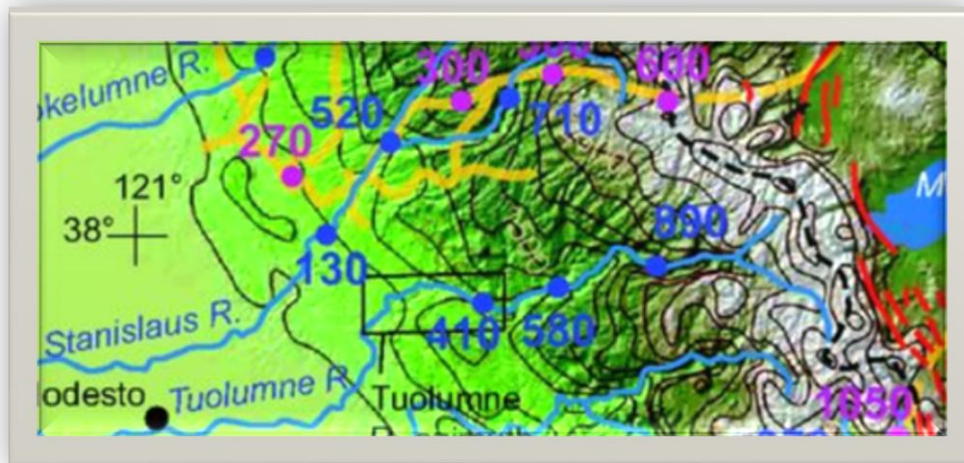 okelumne R.
300
600
520
710
270
121°
38°
M
890
130
Stanislaus R.
410
580
odesto
Tuolumne R
Tuolumne
1050